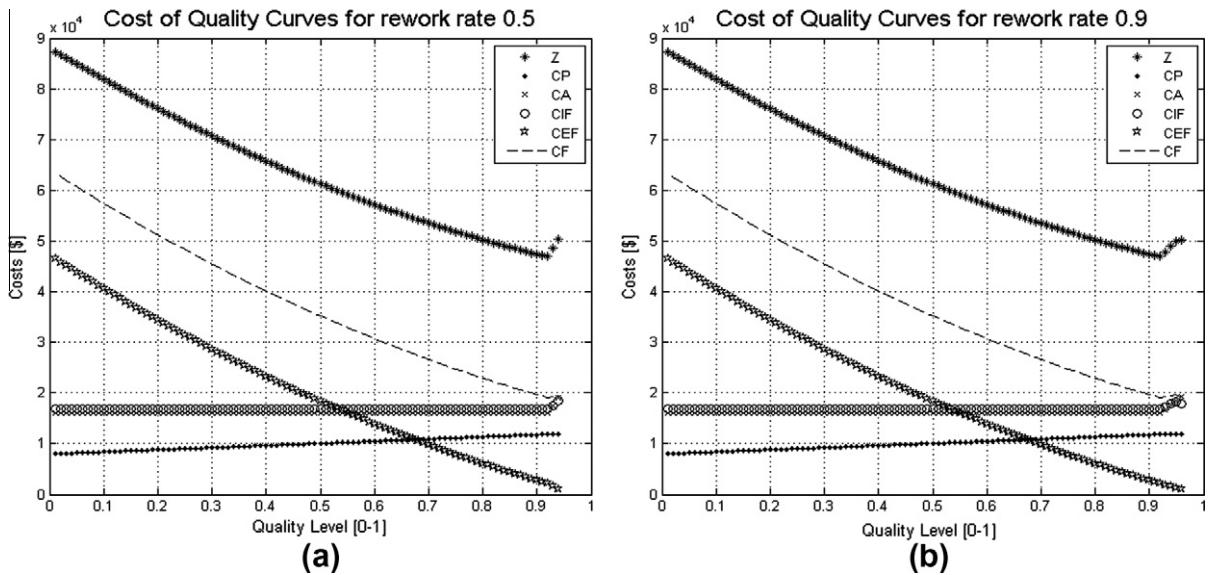 Cost of Quality Curves for rework rate 0.5
x 10^4
9
8
7
6
5
4
3
2
1
0
Costs [$]
Z
CP
CA
CIF
CEF
CF
0 0.1 0.2 0.3 0.4 0.5 0.6 0.7 0.8 0.9 1
Quality Level [0-1]
(a)
Cost of Quality Curves for rework rate 0.9
x 10^4
9
8
7
6
5
4
3
2
1
0
Costs [$]
Z
CP
CA
CIF
CEF
CF
0 0.1 0.2 0.3 0.4 0.5 0.6 0.7 0.8 0.9 1
Quality Level [0-1]
(b)